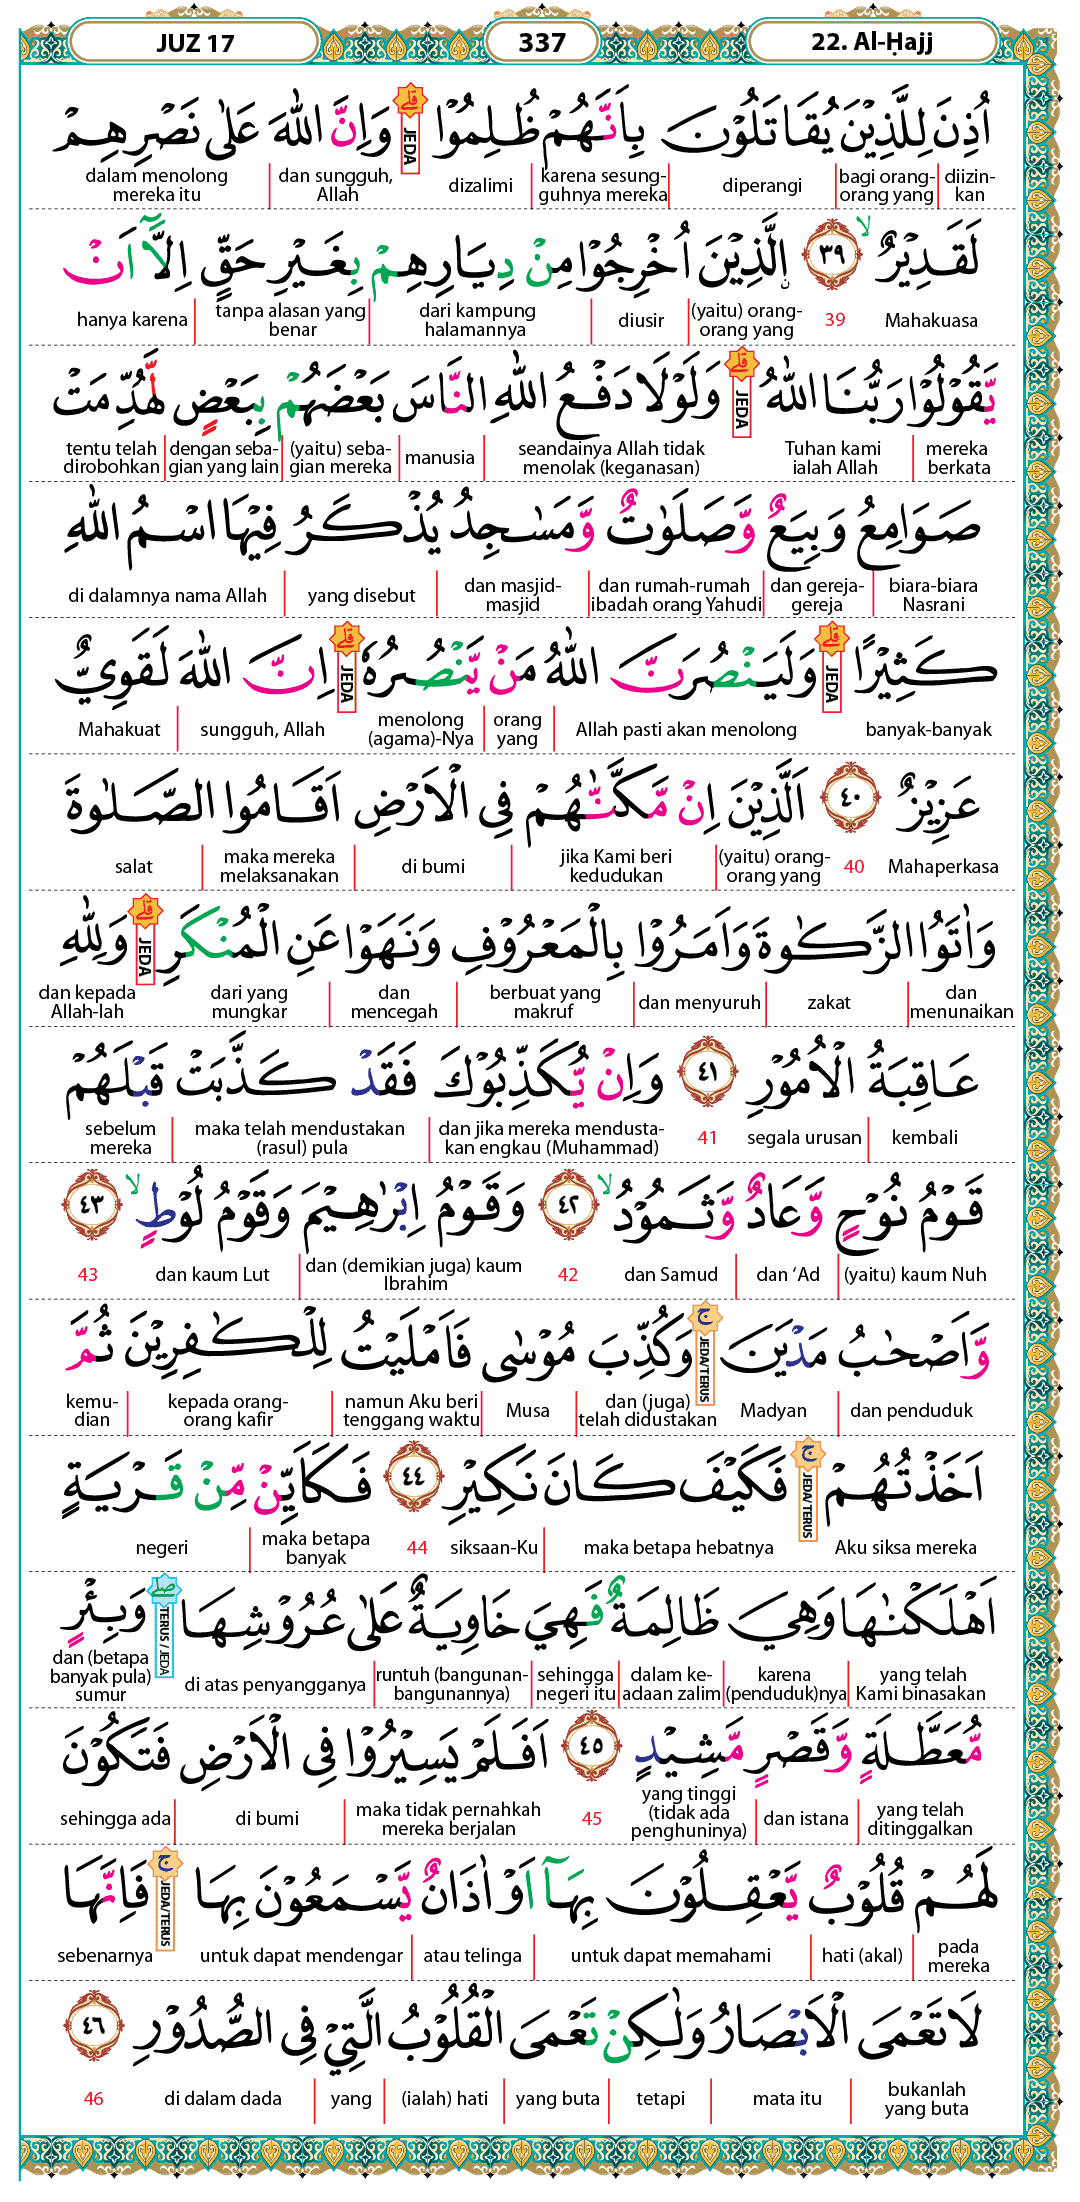 JUZ 17 337 22. Al-Ḥajj
اُذِنَ لِلَّذِيْنَ يُقَاتَلُوْنَ بِاَنَّهُمْ ظُلِمُوْا ۗ JEDA وَاِنَّ اللّٰهَ عَلٰى نَصْرِهِمْ
diizin-kan bagi orang-orang yang diperangi karena sesung-guhnya mereka dizalimi dan sungguh, Allah dalam menolong mereka itu
لَقَدِيْرٌ ۙ ٣٩ ۨالَّذِيْنَ اُخْرِجُوْا مِنْ دِيَارِهِمْ بِغَيْرِ حَقٍّ اِلَّآ اَنْ
Mahakuasa 39 (yaitu) orang-orang yang diusir dari kampung halamannya tanpa alasan yang benar hanya karena
يَّقُوْلُوْا رَبُّنَا اللّٰهُ ۗ JEDA وَلَوْلَا دَفْعُ اللّٰهِ النَّاسَ بَعْضَهُمْ بِبَعْضٍ لَّهُدِّمَتْ
mereka berkata Tuhan kami ialah Allah seandainya Allah tidak menolak (keganasan) manusia (yaitu) seba-gian mereka dengan seba-gian yang lain tentu telah dirobohkan
صَوَامِعُ وَبِيَعٌ وَّصَلَوٰتٌ وَّمَسٰجِدُ يُذْكَرُ فِيْهَا اسْمُ اللّٰهِ
biara-biara Nasrani dan gereja-gereja dan rumah-rumah ibadah orang Yahudi dan masjid-masjid yang disebut di dalamnya nama Allah
كَثِيْرًا ۗ JEDA وَلَيَنْصُرَنَّ اللّٰهُ مَنْ يَّنْصُرُهٗ ۗ JEDA اِنَّ اللّٰهَ لَقَوِيٌّ
banyak-banyak Allah pasti akan menolong orang yang menolong (agama)-Nya sungguh, Allah Mahakuat
عَزِيْزٌ ٤٠ اَلَّذِيْنَ اِنْ مَّكَّنّٰهُمْ فِى الْاَرْضِ اَقَامُوا الصَّلٰوةَ
Mahaperkasa 40 (yaitu) orang-orang yang jika Kami beri kedudukan di bumi maka mereka melaksanakan salat
وَاٰتَوُا الزَّكٰوةَ وَاَمَرُوْا بِالْمَعْرُوْفِ وَنَهَوْا عَنِ الْمُنْكَرِ ۗ JEDA وَلِلّٰهِ
dan menunaikan zakat dan menyuruh berbuat yang makruf dan mencegah dari yang mungkar dan kepada Allah-lah
عَاقِبَةُ الْاُمُوْرِ ٤١ وَاِنْ يُّكَذِّبُوْكَ فَقَدْ كَذَّبَتْ قَبْلَهُمْ
kembali segala urusan 41 dan jika mereka mendusta-kan engkau (Muhammad) maka telah mendustakan (rasul) pula sebelum mereka
قَوْمُ نُوْحٍ وَّعَادٌ وَّثَمُوْدُ ۙ ٤٢ وَقَوْمُ اِبْرٰهِيْمَ وَقَوْمُ لُوْطٍ ۙ ٤٣
(yaitu) kaum Nuh dan ‘Ad dan Samud 42 dan (demikian juga) kaum Ibrahim dan kaum Lut 43
وَّاَصْحٰبُ مَدْيَنَ ۚ JEDA/TERUS وَكُذِّبَ مُوْسٰى فَاَمْلَيْتُ لِلْكٰفِرِيْنَ ثُمَّ
dan penduduk Madyan dan (juga) telah didustakan Musa namun Aku beri tenggang waktu kepada orang-orang kafir kemu-dian
اَخَذْتُهُمْ ۚ JEDA/TERUS فَكَيْفَ كَانَ نَكِيْرِ ٤٤ فَكَاَيِّنْ مِّنْ قَرْيَةٍ
Aku siksa mereka maka betapa hebatnya siksaan-Ku 44 maka betapa banyak negeri
اَهْلَكْنٰهَا وَهِيَ ظَالِمَةٌ فَهِيَ خَاوِيَةٌ عَلٰى عُرُوْشِهَا ۖ TERUS / JEDA وَبِئْرٍ
yang telah Kami binasakan karena (penduduk)nya dalam ke-adaan zalim sehingga negeri itu runtuh (bangunan-bangunannya) di atas penyangganya dan (betapa banyak pula) sumur
مُّعَطَّلَةٍ وَّقَصْرٍ مَّشِيْدٍ ٤٥ اَفَلَمْ يَسِيْرُوْا فِى الْاَرْضِ فَتَكُوْنَ
yang telah ditinggalkan dan istana yang tinggi (tidak ada penghuninya) 45 maka tidak pernahkah mereka berjalan di bumi sehingga ada
لَهُمْ قُلُوْبٌ يَّعْقِلُوْنَ بِهَآ اَوْ اٰذَانٌ يَّسْمَعُوْنَ بِهَا ۚ JEDA/TERUS فَاِنَّهَا
pada mereka hati (akal) untuk dapat memahami atau telinga untuk dapat mendengar sebenarnya
لَا تَعْمَى الْاَبْصَارُ وَلٰكِنْ تَعْمَى الْقُلُوْبُ الَّتِيْ فِى الصُّدُوْرِ ٤٦
bukanlah yang buta mata itu tetapi yang buta (ialah) hati yang di dalam dada 46